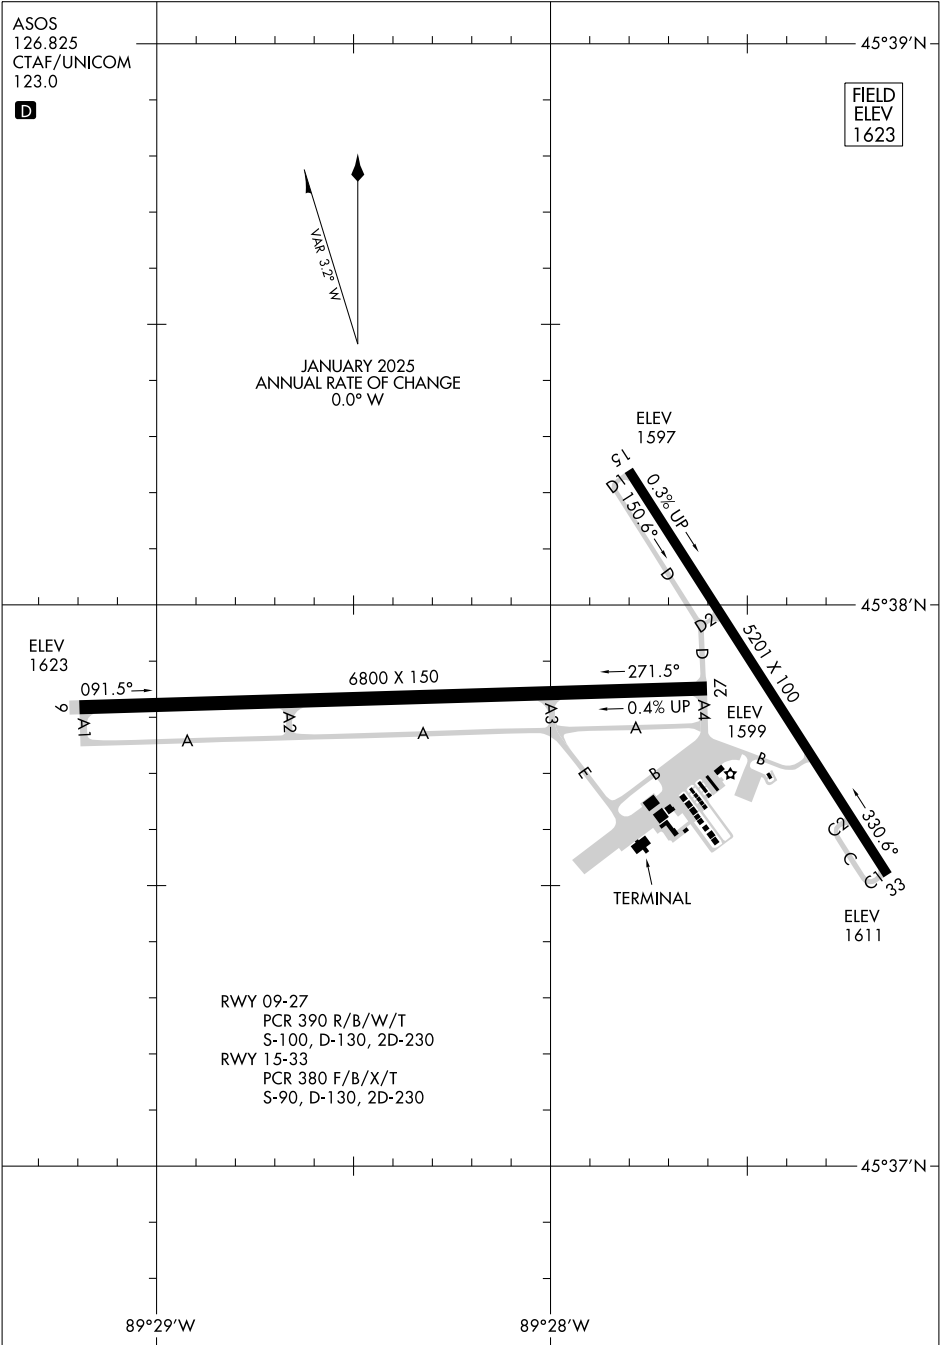 ASOS
126.825
CTAF/UNICOM
123.0
D
45°39'N
FIELD
ELEV
1623
VAR 3.2° W
JANUARY 2025
ANNUAL RATE OF CHANGE
0.0° W
ELEV
1597
15
D1
0.3% UP
150.6°
D
45°38'N
D2
D
5201 X 100
ELEV
1623
091.5°
6800 X 150
271.5°
27
9
0.4% UP
A1
A2
A3
A4
ELEV
1599
A
A
A
B
E
B
C2
330.6°
C
C1
33
TERMINAL
ELEV
1611
RWY 09-27
PCR 390 R/B/W/T
S-100, D-130, 2D-230
RWY 15-33
PCR 380 F/B/X/T
S-90, D-130, 2D-230
45°37'N
89°29'W
89°28'W